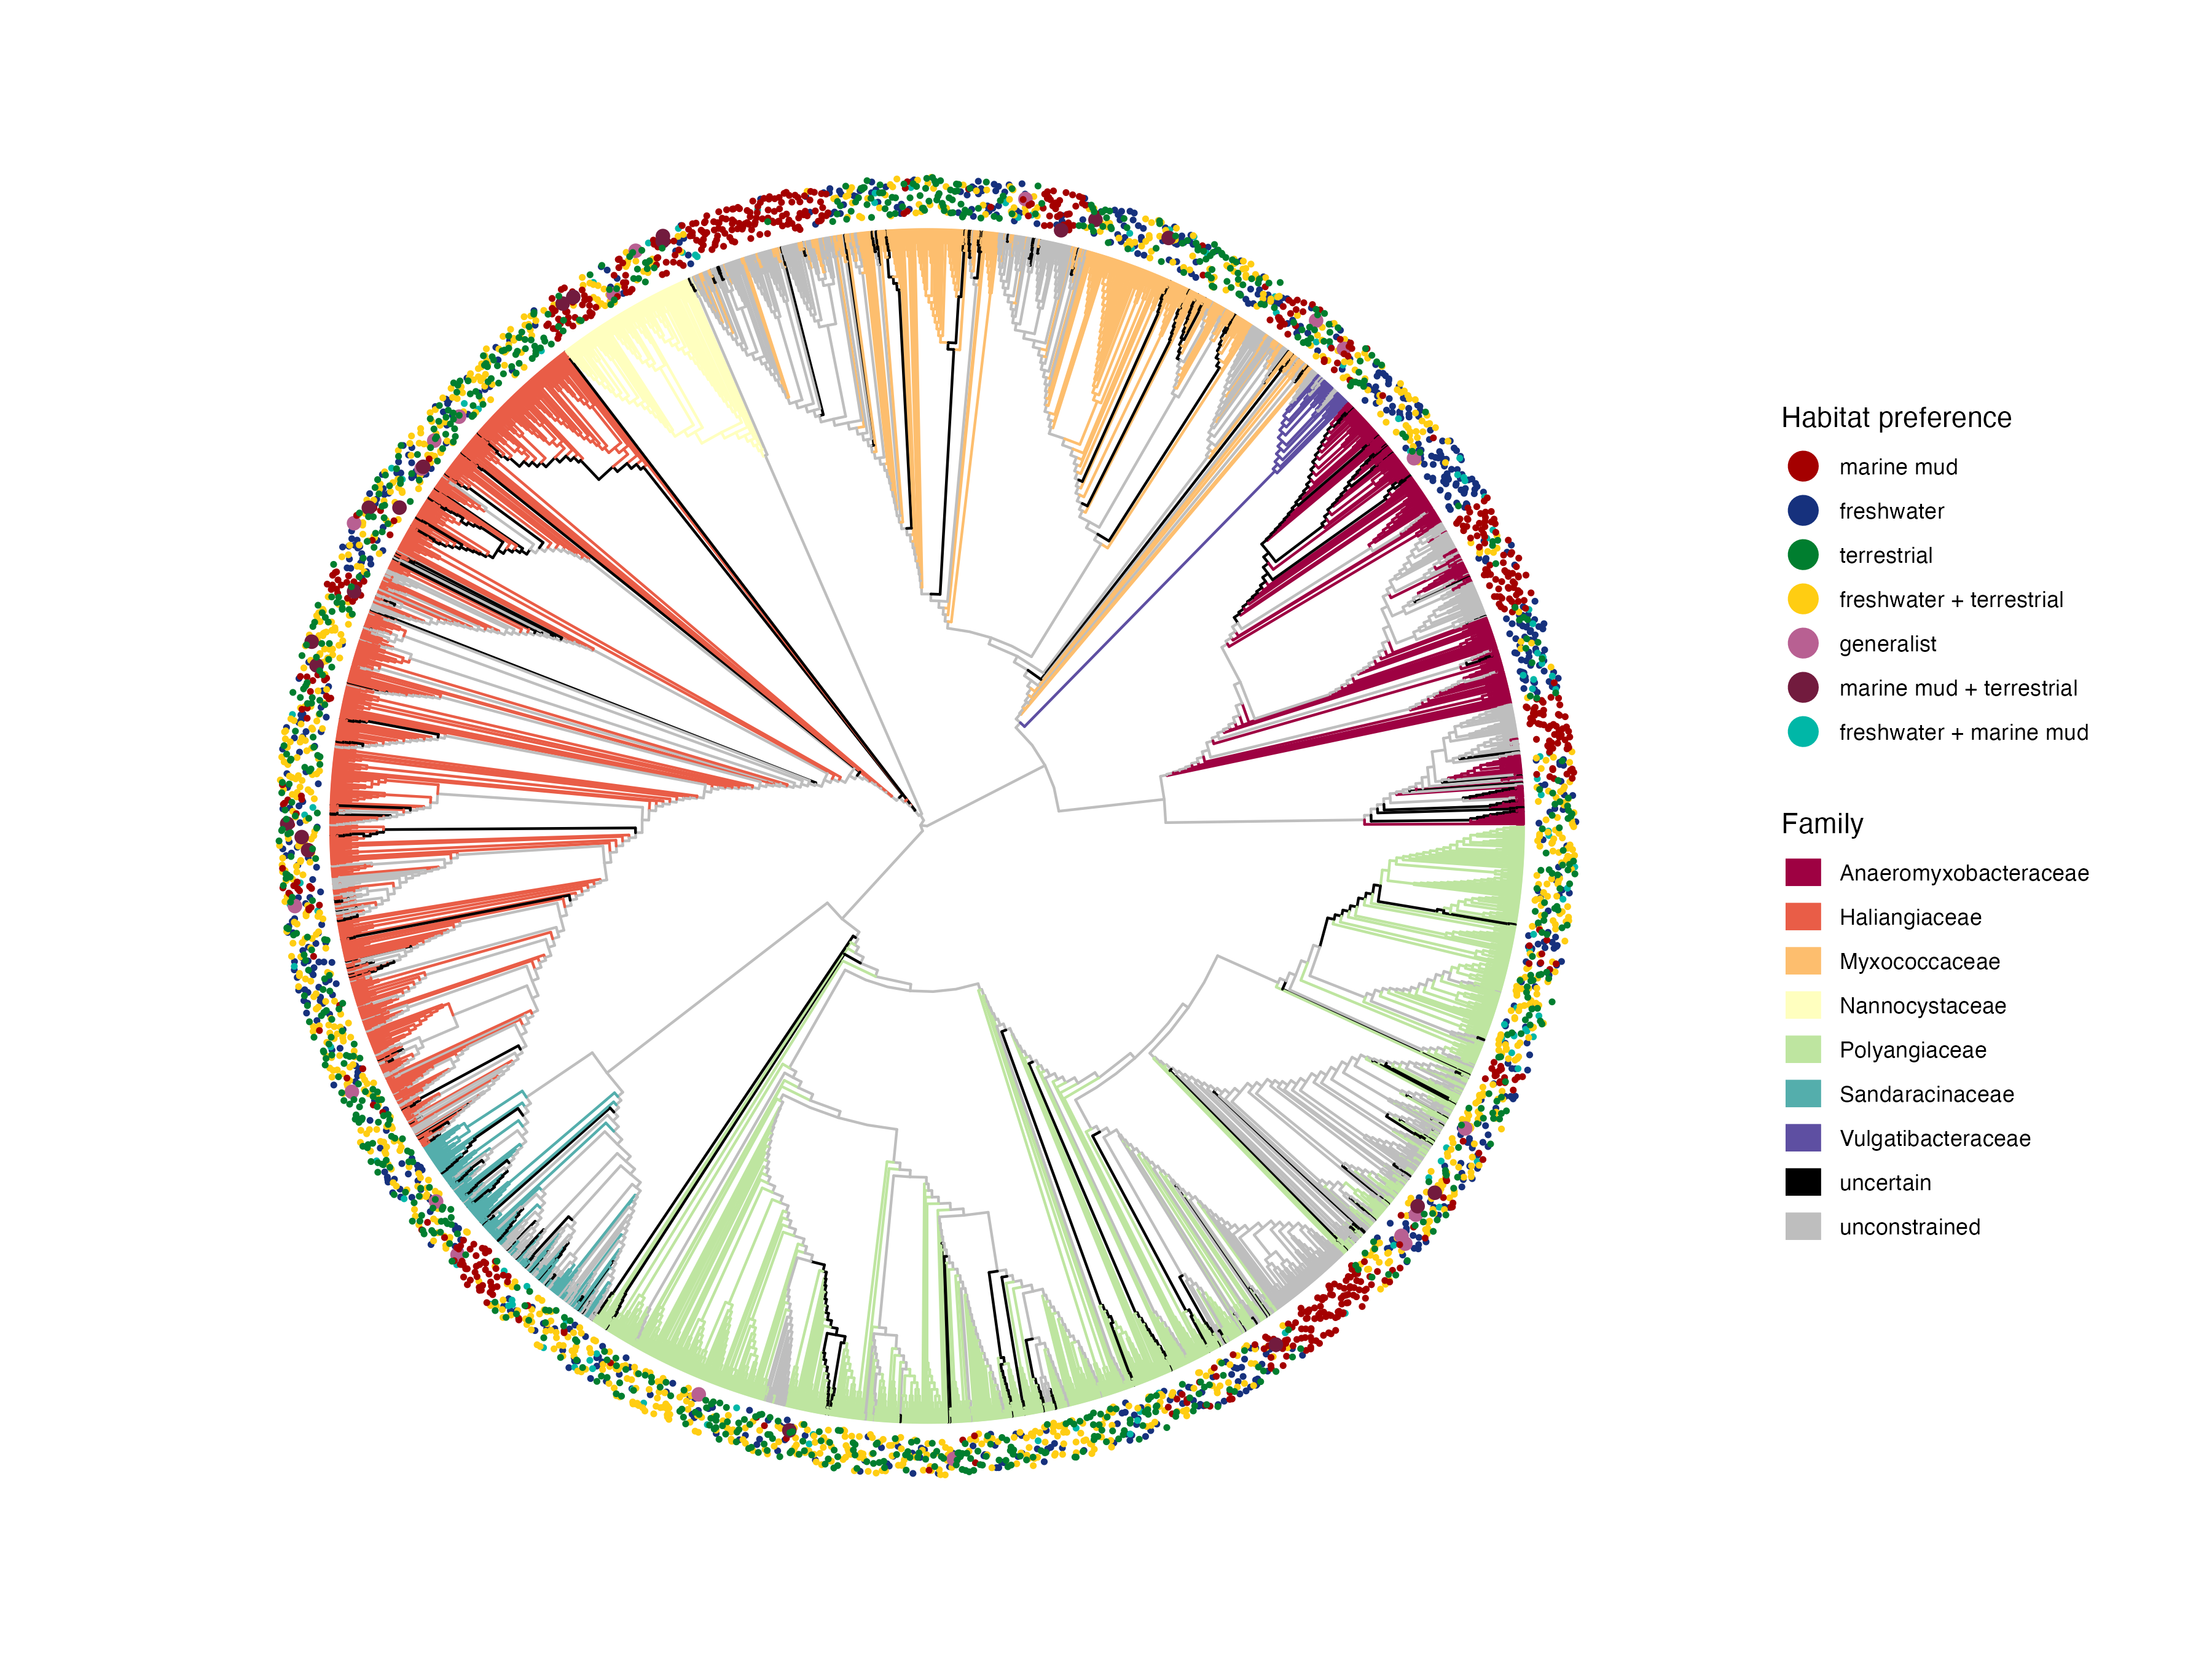 Habitat preference
marine mud
freshwater
terrestrial
freshwater + terrestrial
generalist
marine mud + terrestrial
freshwater + marine mud
Family
Anaeromyxobacteraceae
Haliangiaceae
Myxococcaceae
Nannocystaceae
Polyangiaceae
Sandaracinaceae
Vulgatibacteraceae
uncertain
unconstrained